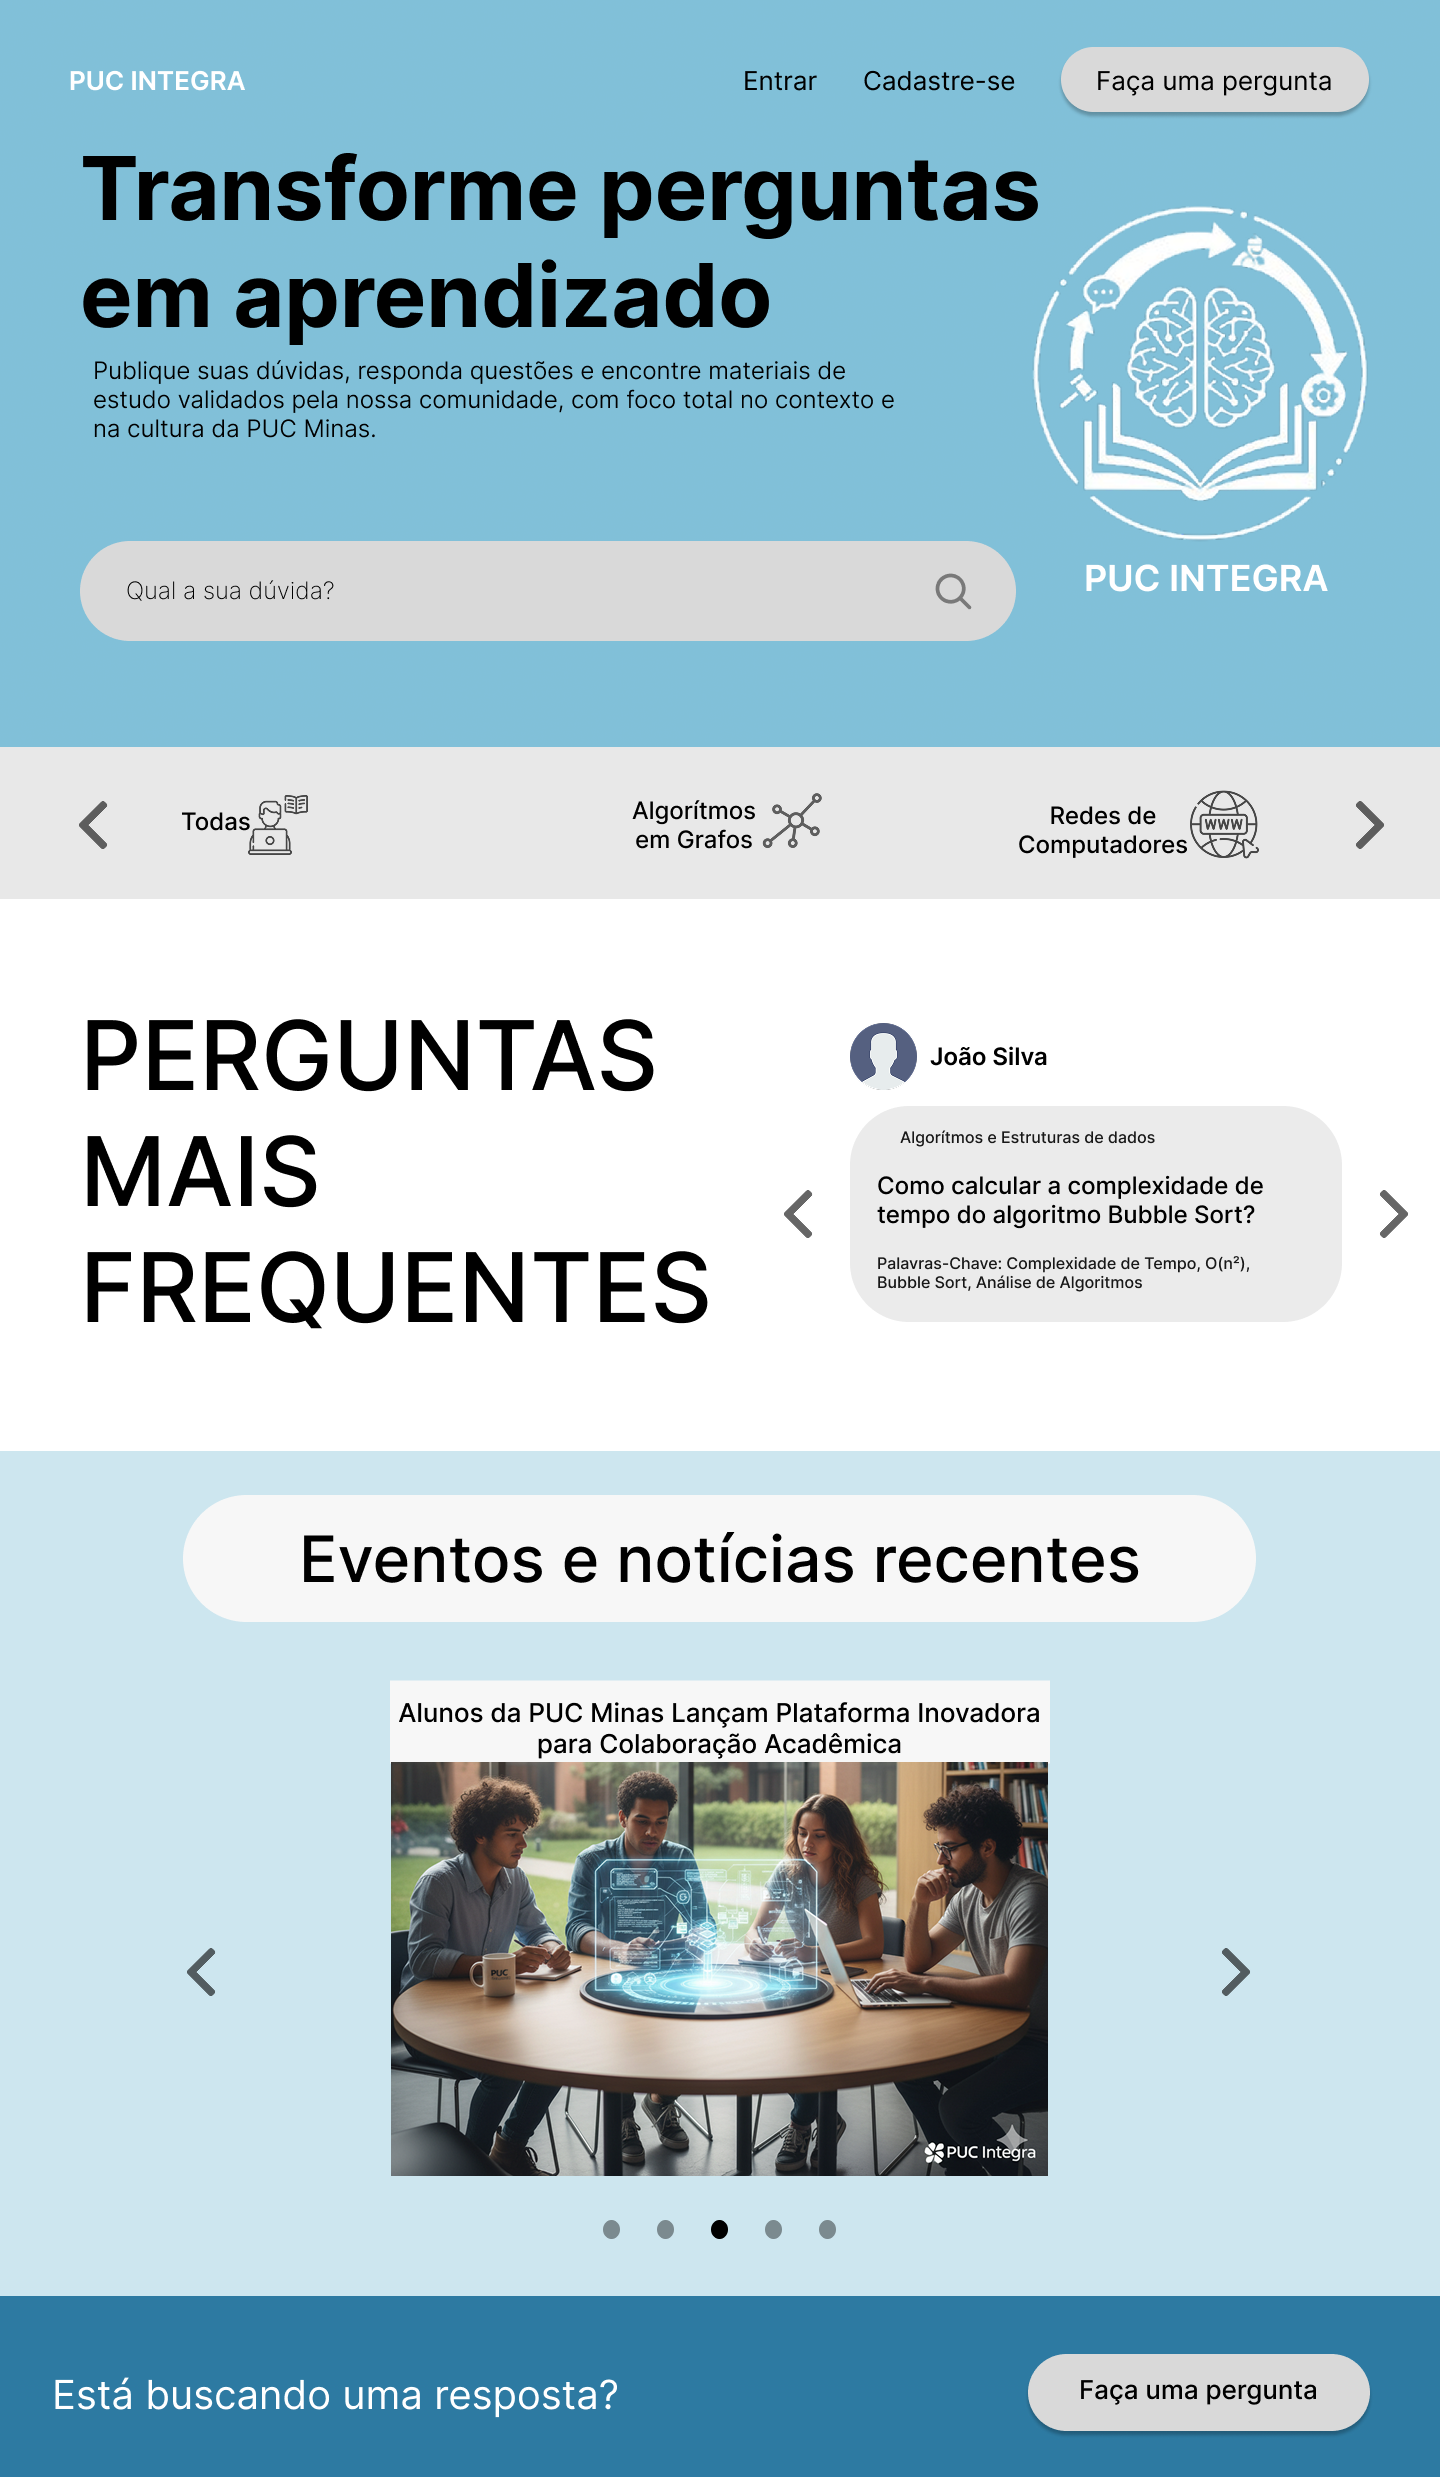 PUC INTEGRA
Entrar
Cadastre-se
Faça uma pergunta
Transforme perguntas
em aprendizado
Publique suas dúvidas, responda questões e encontre materiais de
estudo validados pela nossa comunidade, com foco total no contexto e
na cultura da PUC Minas.
PUC INTEGRA
Qual a sua dúvida?
Todas
Algorítmos
em Grafos
Redes de
Computadores
WWW
PERGUNTAS
MAIS
FREQUENTES
João Silva
Algorítmos e Estruturas de dados
Como calcular a complexidade de
tempo do algoritmo Bubble Sort?
Palavras-Chave: Complexidade de Tempo, O(n²),
Bubble Sort, Análise de Algoritmos
Eventos e notícias recentes
Alunos da PUC Minas Lançam Plataforma Inovadora
para Colaboração Acadêmica
PUC
PUC Integra
Está buscando uma resposta?
Faça uma pergunta